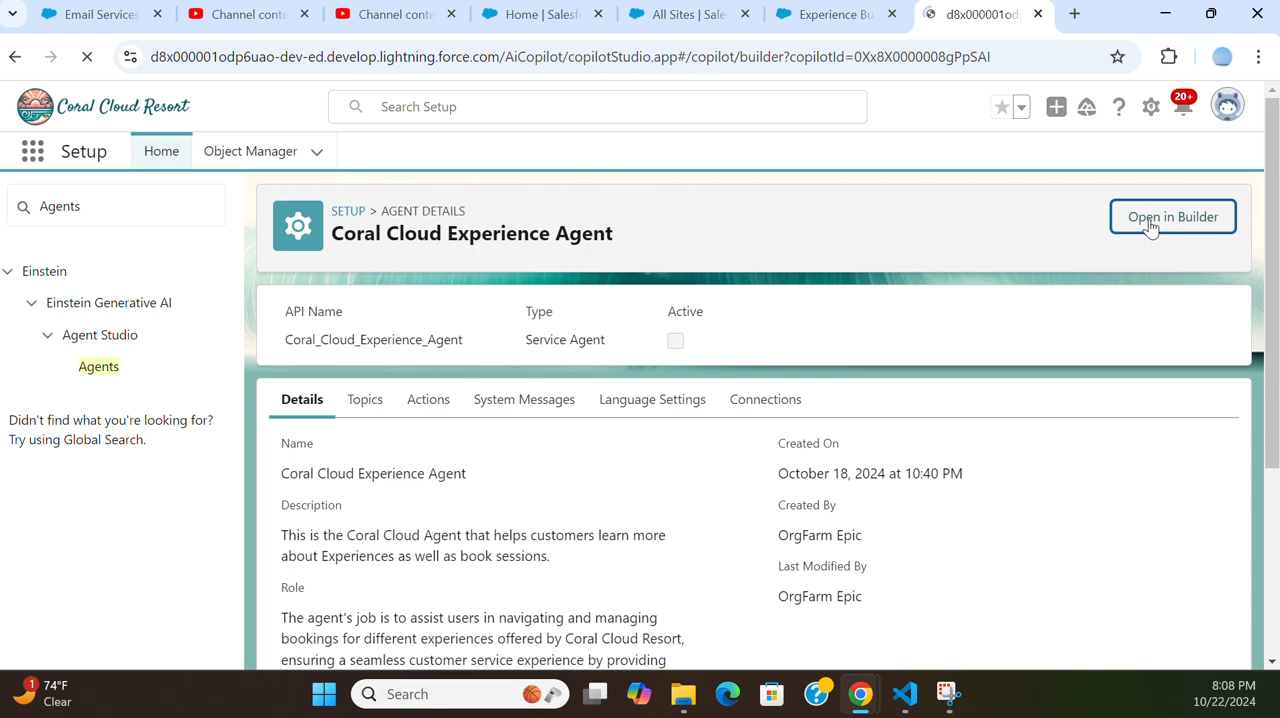 Email Services
Channel conte
Channel conte
Home | Salesf
All Sites | Sale
Experience Bu
d8x000001od
d8x000001odp6uao-dev-ed.develop.lightning.force.com/AiCopilot/copilotStudio.app#/copilot/builder?copilotId=0Xx8X0000008gPpSAI
Coral Cloud Resort
Search Setup
20+
Setup
Home
Object Manager
Agents
SETUP > AGENT DETAILS
Coral Cloud Experience Agent
Open in Builder
Einstein
Einstein Generative AI
Agent Studio
Agents
Didn't find what you're looking for?
Try using Global Search.
API Name
Type
Active
Coral_Cloud_Experience_Agent
Service Agent
Details
Topics
Actions
System Messages
Language Settings
Connections
Name
Created On
Coral Cloud Experience Agent
October 18, 2024 at 10:40 PM
Description
Created By
This is the Coral Cloud Agent that helps customers learn more
about Experiences as well as book sessions.
OrgFarm Epic
Last Modified By
Role
OrgFarm Epic
The agent's job is to assist users in navigating and managing
bookings for different experiences offered by Coral Cloud Resort,
ensuring a seamless customer service experience by providing
1
74°F
Clear
Search
8:08 PM
10/22/2024